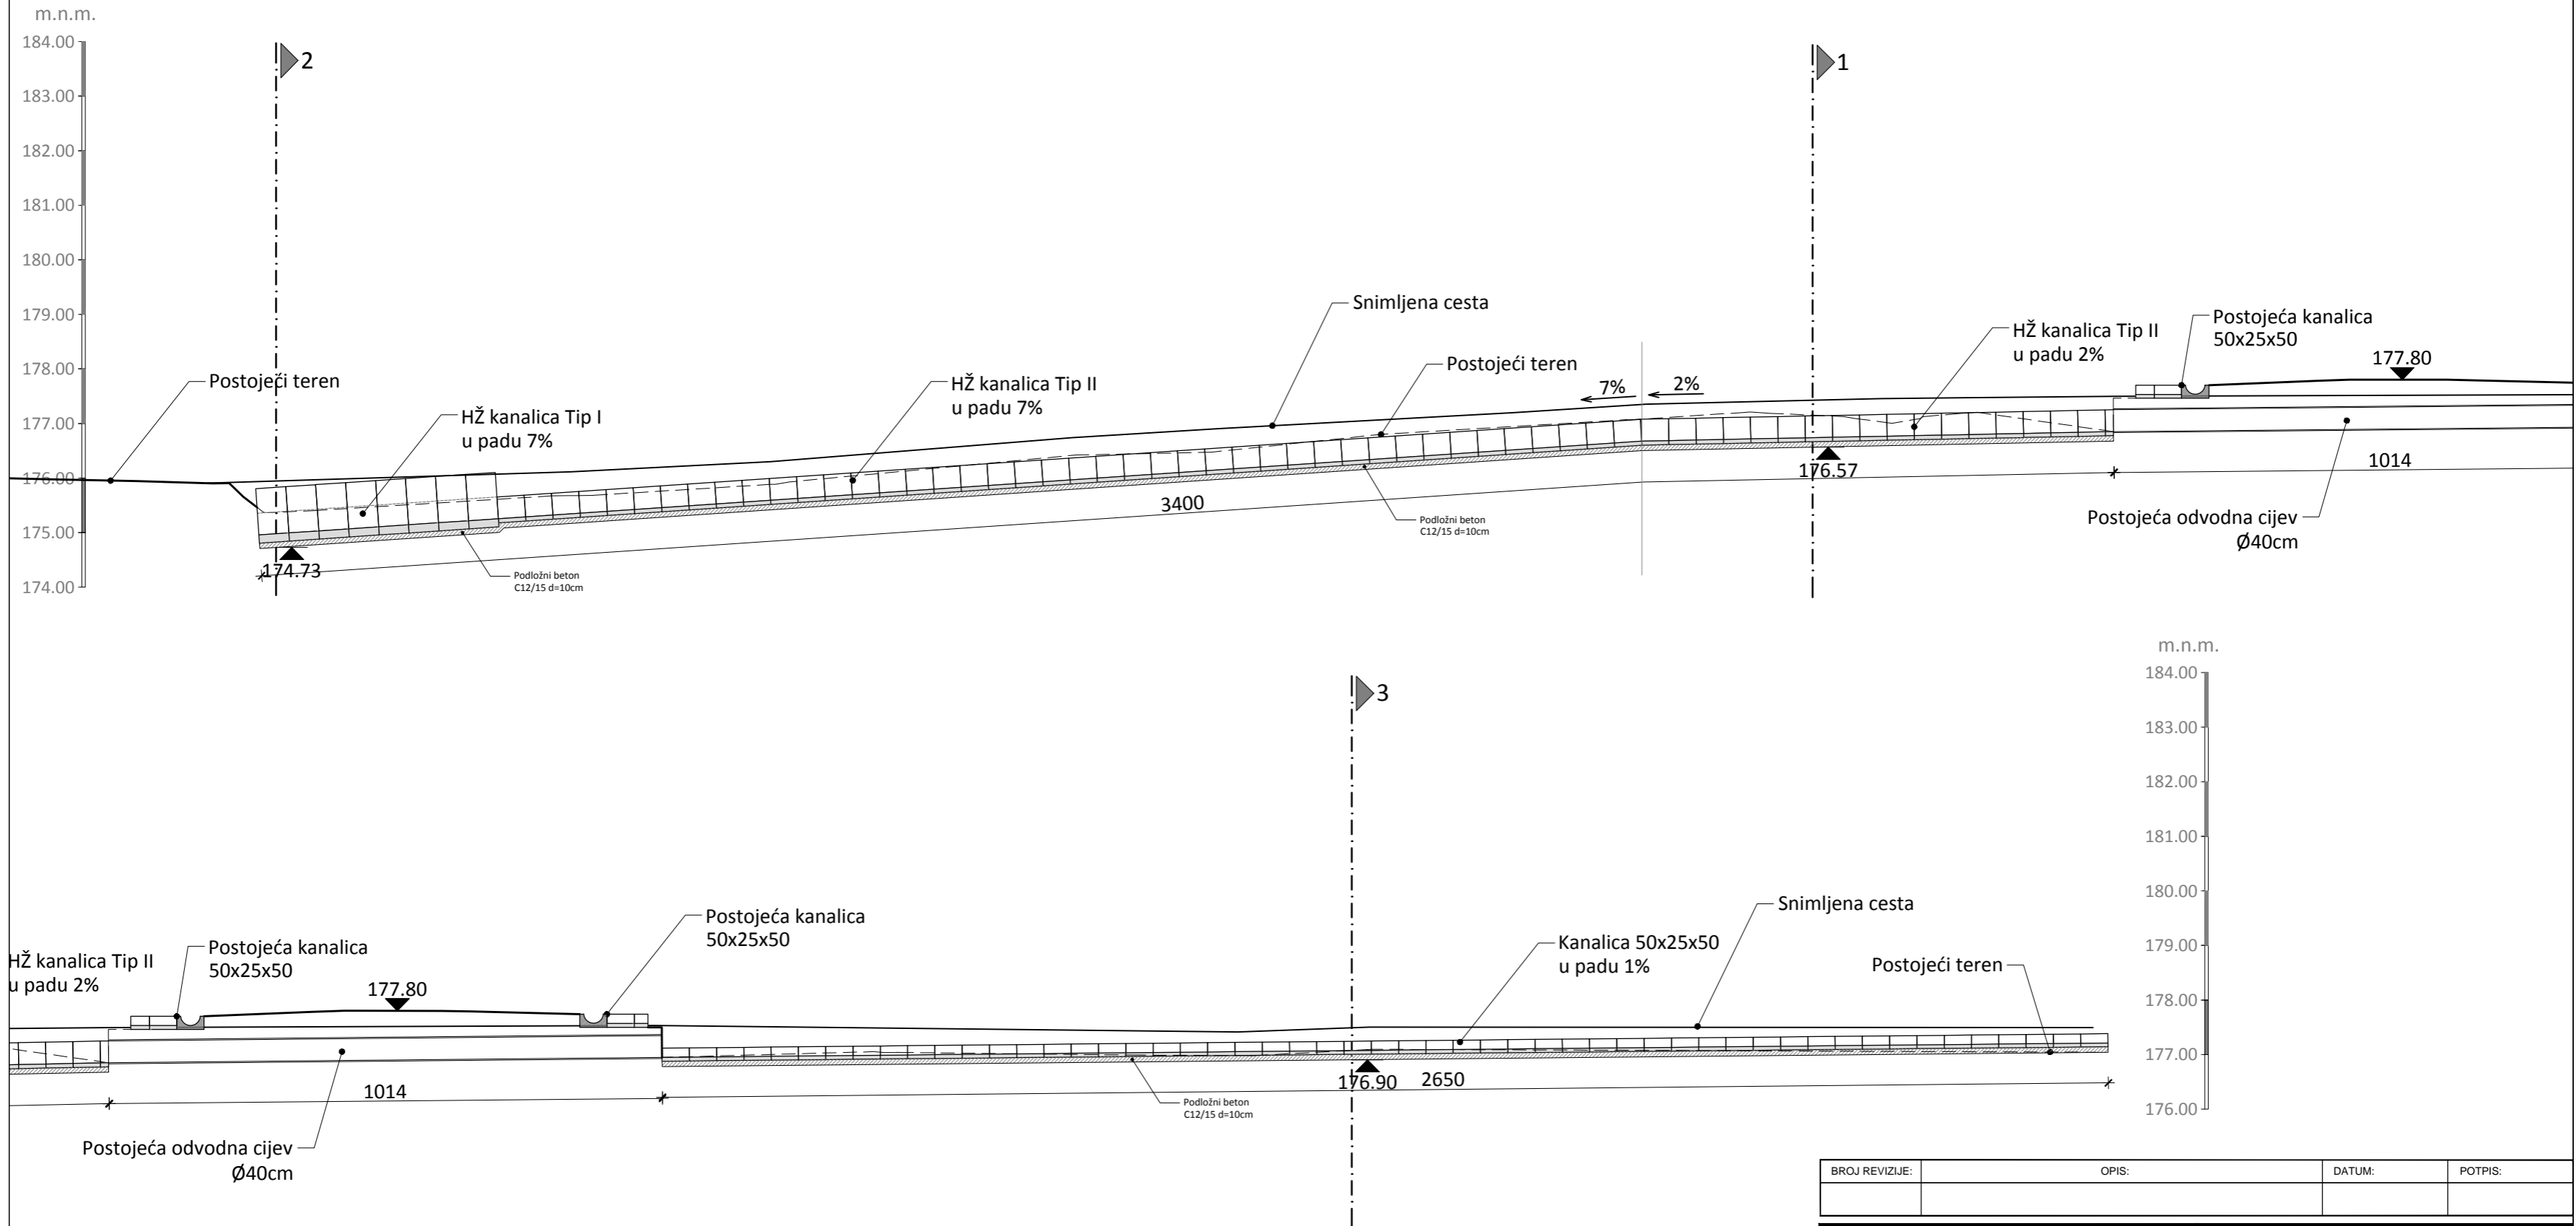 m.n.m.
184.00
183.00
182.00
181.00
180.00
179.00
178.00
177.00
176.00
175.00
174.00
2
1
Postojeći teren
HŽ kanalica Tip I
u padu 7%
HŽ kanalica Tip II
u padu 7%
Snimljena cesta
Postojeći teren
7%
2%
HŽ kanalica Tip II
u padu 2%
Postojeća kanalica
50x25x50
177.80
174.73
Podložni beton
C12/15 d=10cm
3400
Podložni beton
C12/15 d=10cm
176.57
1014
Postojeća odvodna cijev
Ø40cm
m.n.m.
184.00
183.00
182.00
181.00
180.00
179.00
178.00
177.00
176.00
3
HŽ kanalica Tip II
u padu 2%
Postojeća kanalica
50x25x50
177.80
Postojeća kanalica
50x25x50
Kanalica 50x25x50
u padu 1%
Snimljena cesta
Postojeći teren
1014
Postojeća odvodna cijev
Ø40cm
Podložni beton
C12/15 d=10cm
176.90
2650
BROJ REVIZIJE:
OPIS:
DATUM:
POTPIS: